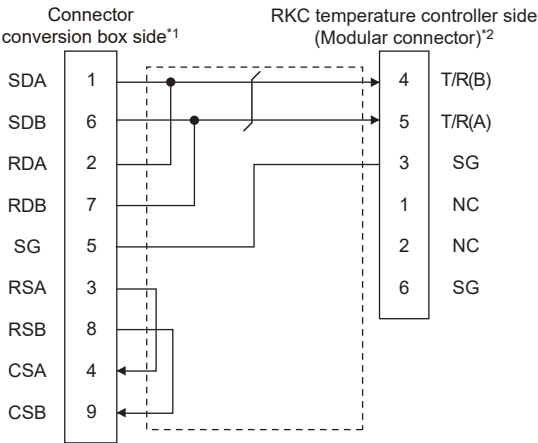 Connector
conversion box side*1
RKC temperature controller side
(Modular connector)*2
SDA 1 4 T/R(B)
SDB 6 5 T/R(A)
RDA 2 3 SG
RDB 7 1 NC
SG 5 2 NC
RSA 3 6 SG
RSB 8
CSA 4
CSB 9